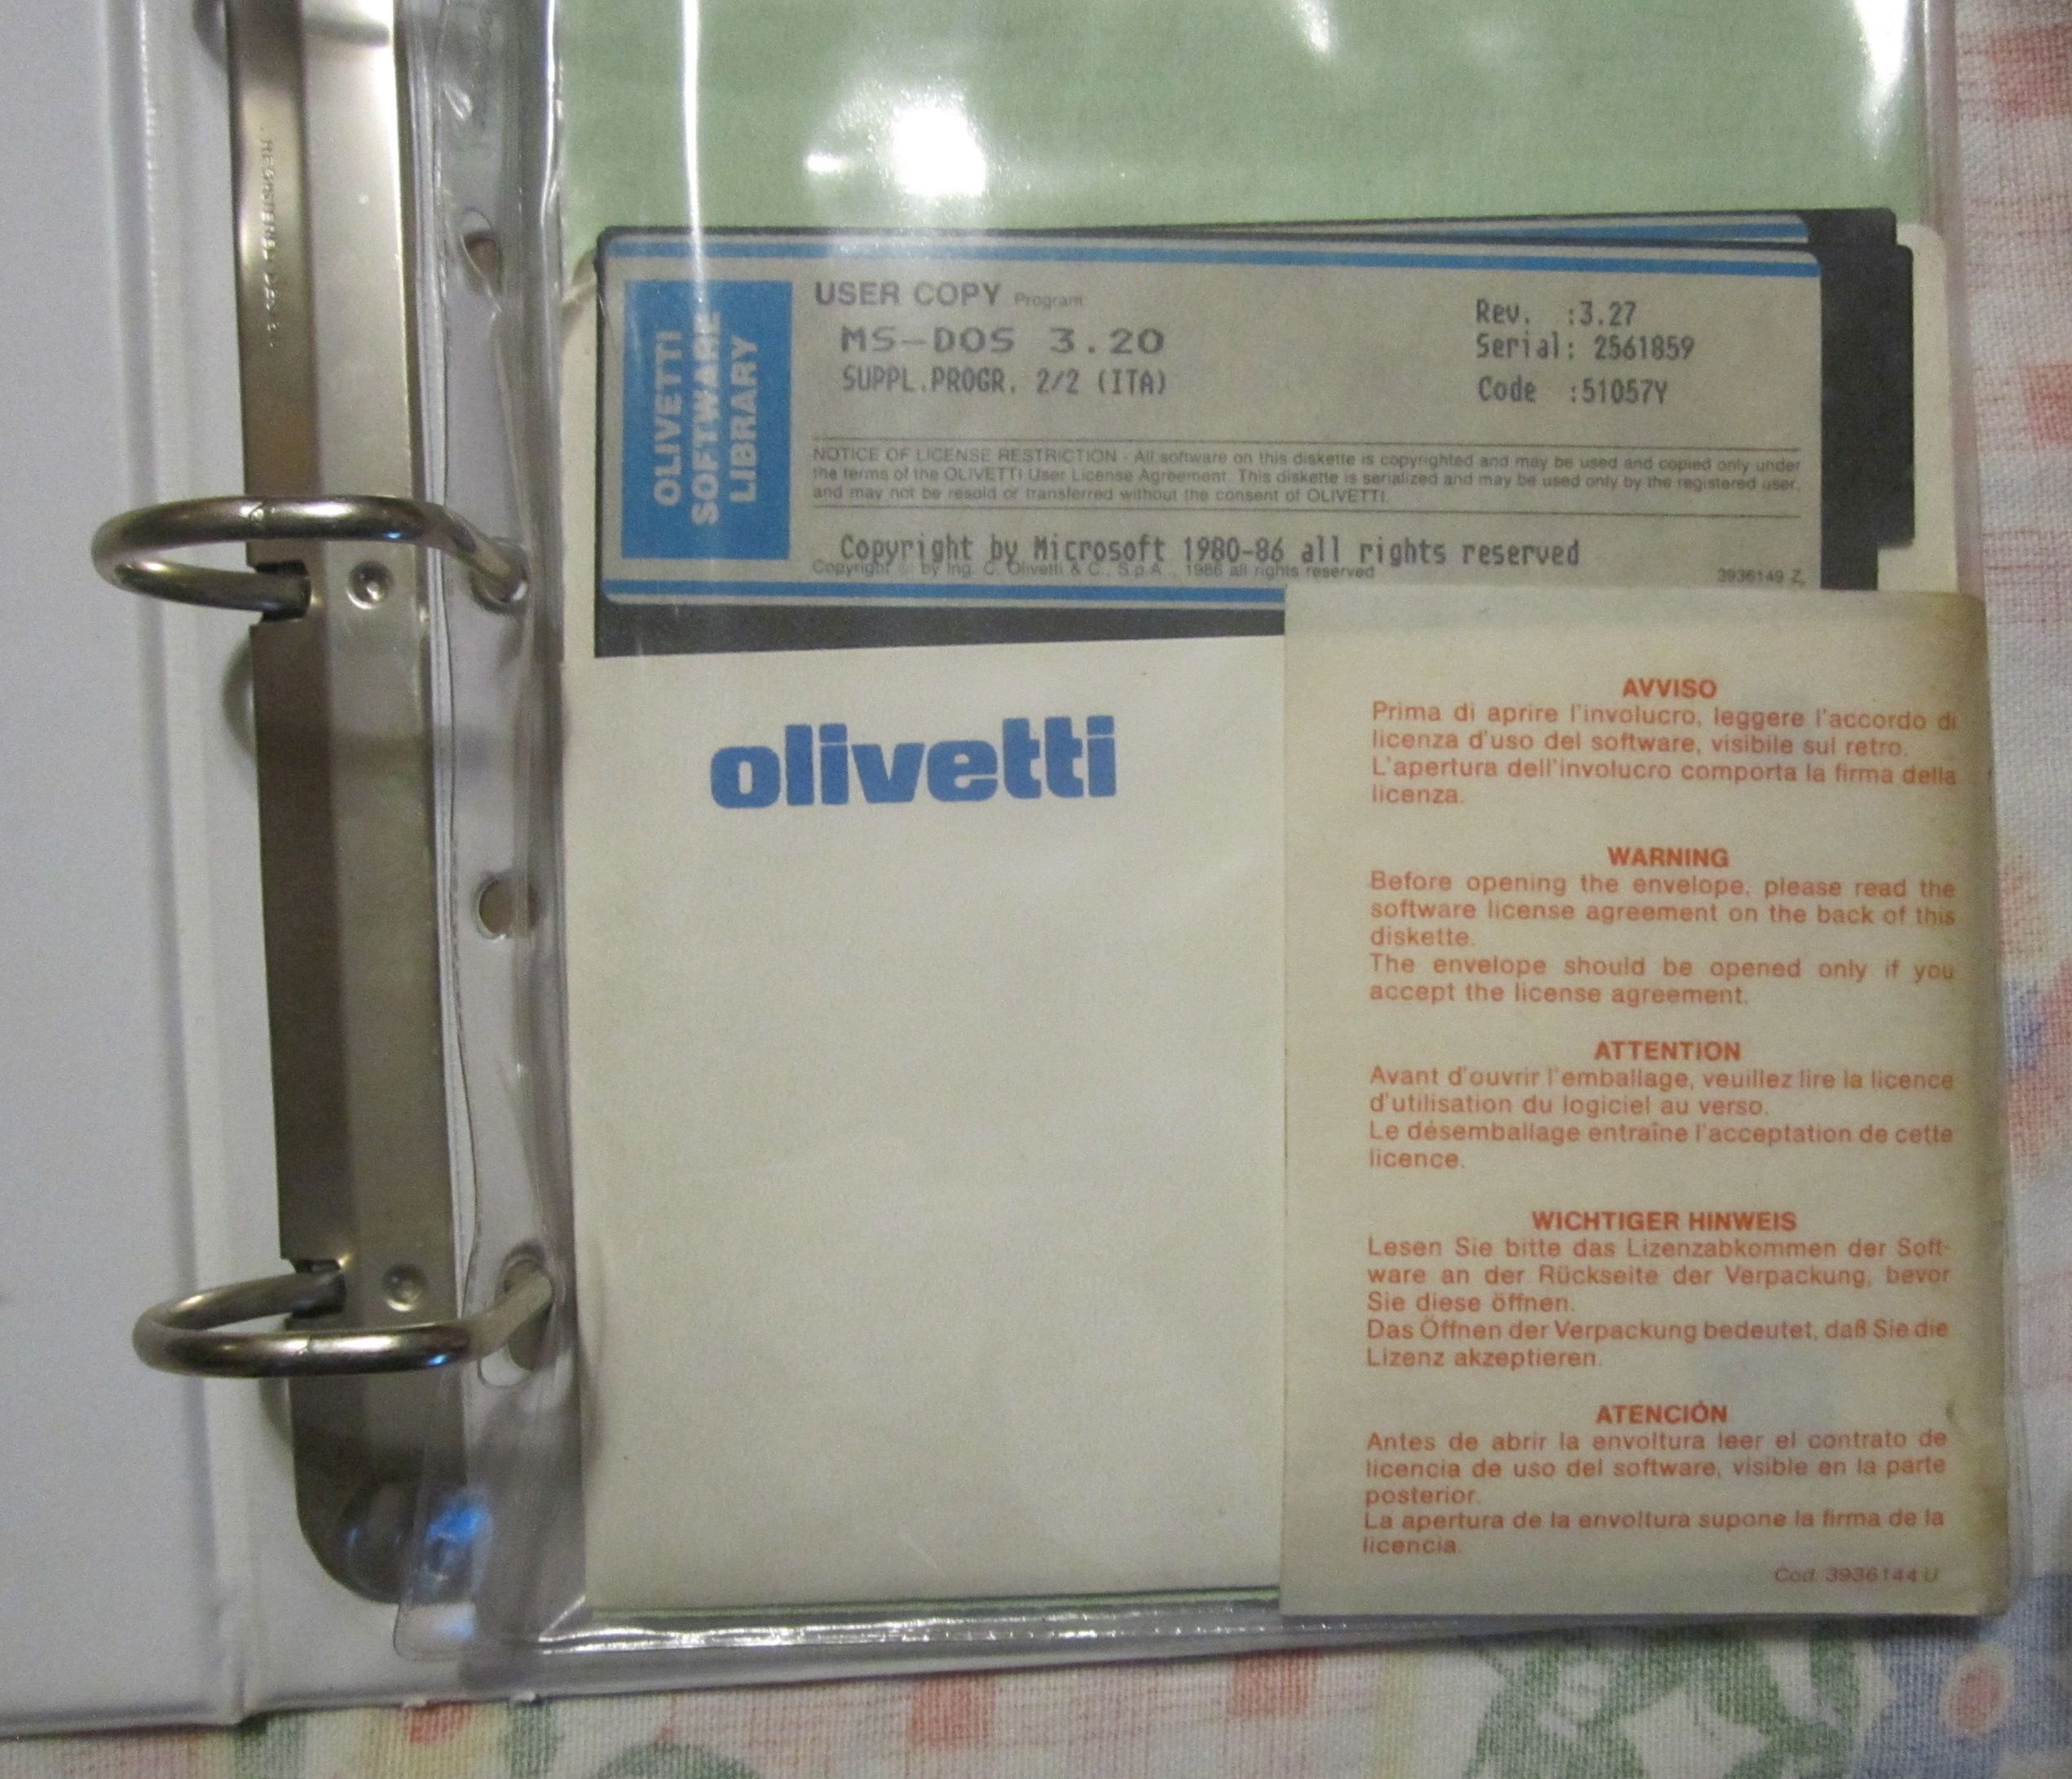 OLIVETTI
SOFTWARE
LIBRARY
USER COPY Program
MS-DOS 3.20
SUPPL.PROGR. 2/2 (ITA)
Rev. :3.27
Serial: 2561859
Code :51057Y
NOTICE OF LICENSE RESTRICTION - All software on this diskette is copyrighted and may be used and copied only under
the terms of the OLIVETTI User License Agreement. This diskette is serialized and may be used only by the registered user,
and may not be resold or transferred without the consent of OLIVETTI.
Copyright by Microsoft 1980-86 all rights reserved
Copyright © by Ing. C. Olivetti & C., S.p.A., 1986 all rights reserved
3936149 Z
olivetti
AVVISO
Prima di aprire l'involucro, leggere l'accordo di
licenza d'uso del software, visibile sul retro.
L'apertura dell'involucro comporta la firma della
licenza.
WARNING
Before opening the envelope, please read the
software license agreement on the back of this
diskette.
The envelope should be opened only if you
accept the license agreement.
ATTENTION
Avant d'ouvrir l'emballage, veuillez lire la licence
d'utilisation du logiciel au verso.
Le désemballage entraîne l'acceptation de cette
licence.
WICHTIGER HINWEIS
Lesen Sie bitte das Lizenzabkommen der Soft-
ware an der Rückseite der Verpackung, bevor
Sie diese öffnen.
Das Öffnen der Verpackung bedeutet, daß Sie die
Lizenz akzeptieren.
ATENCIÓN
Antes de abrir la envoltura leer el contrato de
licencia de uso del software, visible en la parte
posterior.
La apertura de la envoltura supone la firma de la
licencia.
Cod. 3936144 U